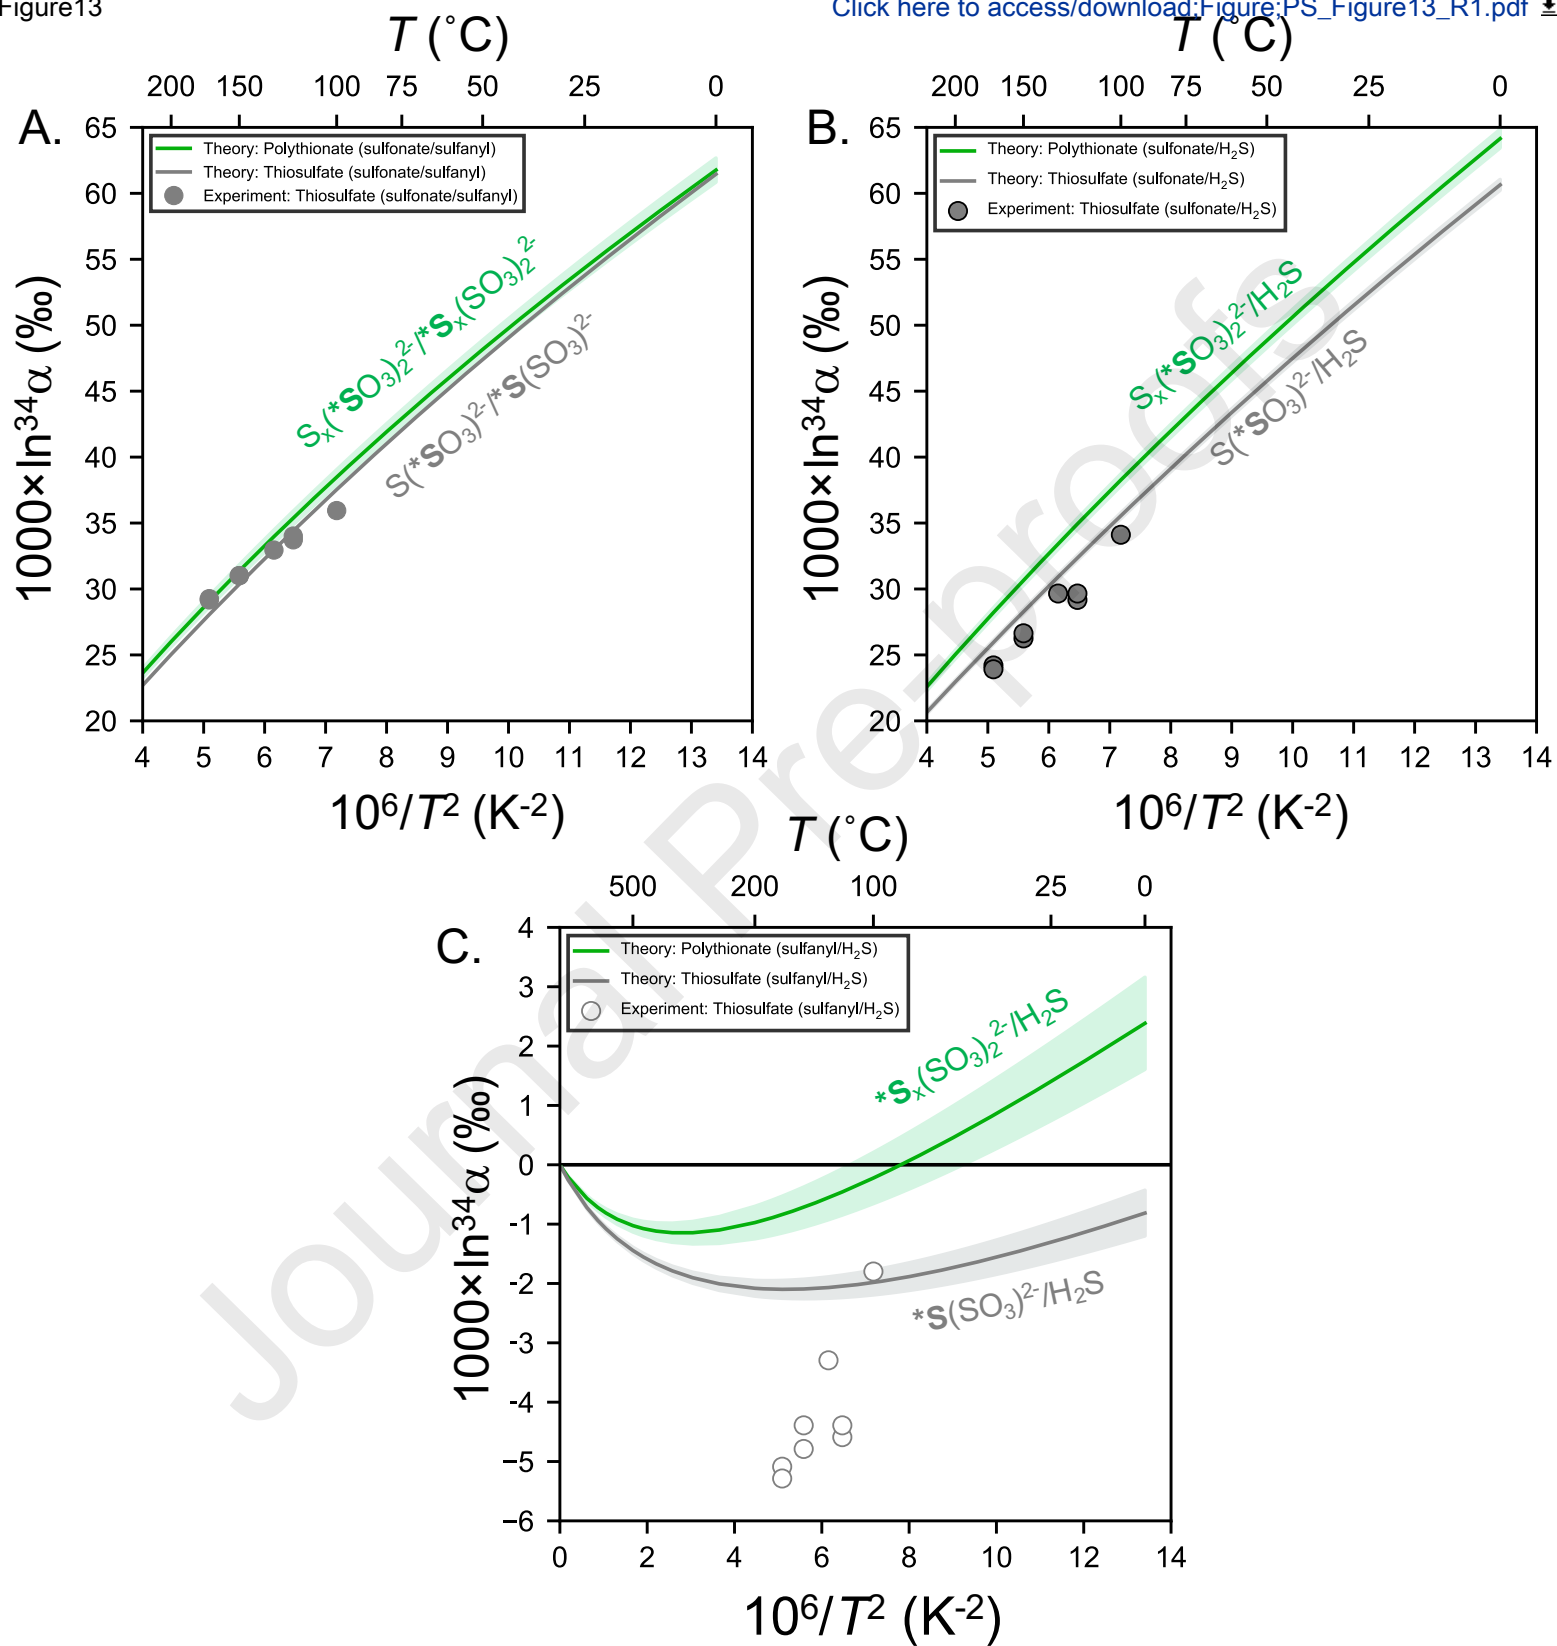 Figure13
Click here to access/download;Figure;PS_Figure13_R1.pdf
T (˚C)
200 150 100 75 50 25 0
A.
65
60
55
50
45
40
35
30
25
20
Theory: Polythionate (sulfonate/sulfanyl)
Theory: Thiosulfate (sulfonate/sulfanyl)
Experiment: Thiosulfate (sulfonate/sulfanyl)
Sₓ(*SO₃)₂²⁻/*Sₓ(SO₃)₂²⁻
S(*SO₃)²⁻/*S(SO₃)²⁻
1000×ln³⁴α (‰)
4 5 6 7 8 9 10 11 12 13 14
10⁶/T² (K⁻²)
T (˚C)
200 150 100 75 50 25 0
B.
65
60
55
50
45
40
35
30
25
20
Theory: Polythionate (sulfonate/H₂S)
Theory: Thiosulfate (sulfonate/H₂S)
Experiment: Thiosulfate (sulfonate/H₂S)
Sₓ(*SO₃)₂²⁻/H₂S
S(*SO₃)²⁻/H₂S
1000×ln³⁴α (‰)
4 5 6 7 8 9 10 11 12 13 14
10⁶/T² (K⁻²)
T (˚C)
500 200 100 25 0
C.
4
3
2
1
0
-1
-2
-3
-4
-5
−6
Theory: Polythionate (sulfanyl/H₂S)
Theory: Thiosulfate (sulfanyl/H₂S)
Experiment: Thiosulfate (sulfanyl/H₂S)
*Sₓ(SO₃)₂²⁻/H₂S
*S(SO₃)²⁻/H₂S
1000×ln³⁴α (‰)
0 2 4 6 8 10 12 14
10⁶/T² (K⁻²)
Journal Pre-proofs